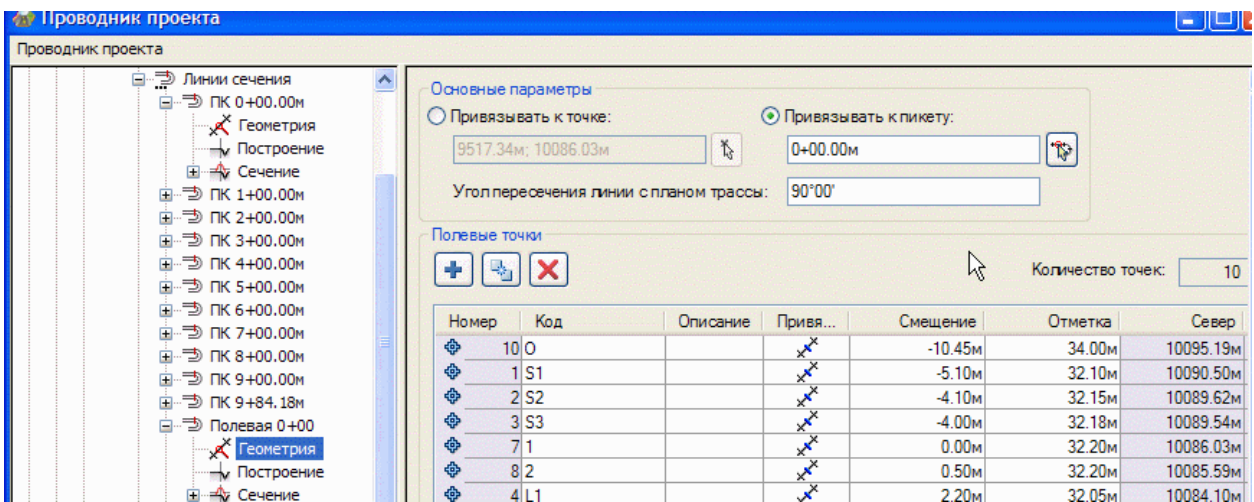 Проводник проекта
Проводник проекта
Линии сечения
ПК 0+00.00м
Геометрия
Построение
Сечение
ПК 1+00.00м
ПК 2+00.00м
ПК 3+00.00м
ПК 4+00.00м
ПК 5+00.00м
ПК 6+00.00м
ПК 7+00.00м
ПК 8+00.00м
ПК 9+00.00м
ПК 9+84.18м
Полевая 0+00
Геометрия
Построение
Сечение
Основные параметры
Привязывать к точке: Привязывать к пикету:
9517.34м; 10086.03м 0+00.00м
Угол пересечения линии с планом трассы: 90°00'
Полевые точки
Количество точек: 10
Номер Код Описание Привя... Смещение Отметка Север
10 O -10.45м 34.00м 10095.19м
1 S1 -5.10м 32.10м 10090.50м
2 S2 -4.10м 32.15м 10089.62м
3 S3 -4.00м 32.18м 10089.54м
7 1 0.00м 32.20м 10086.03м
8 2 0.50м 32.20м 10085.59м
4 L1 2.20м 32.05м 10084.10м